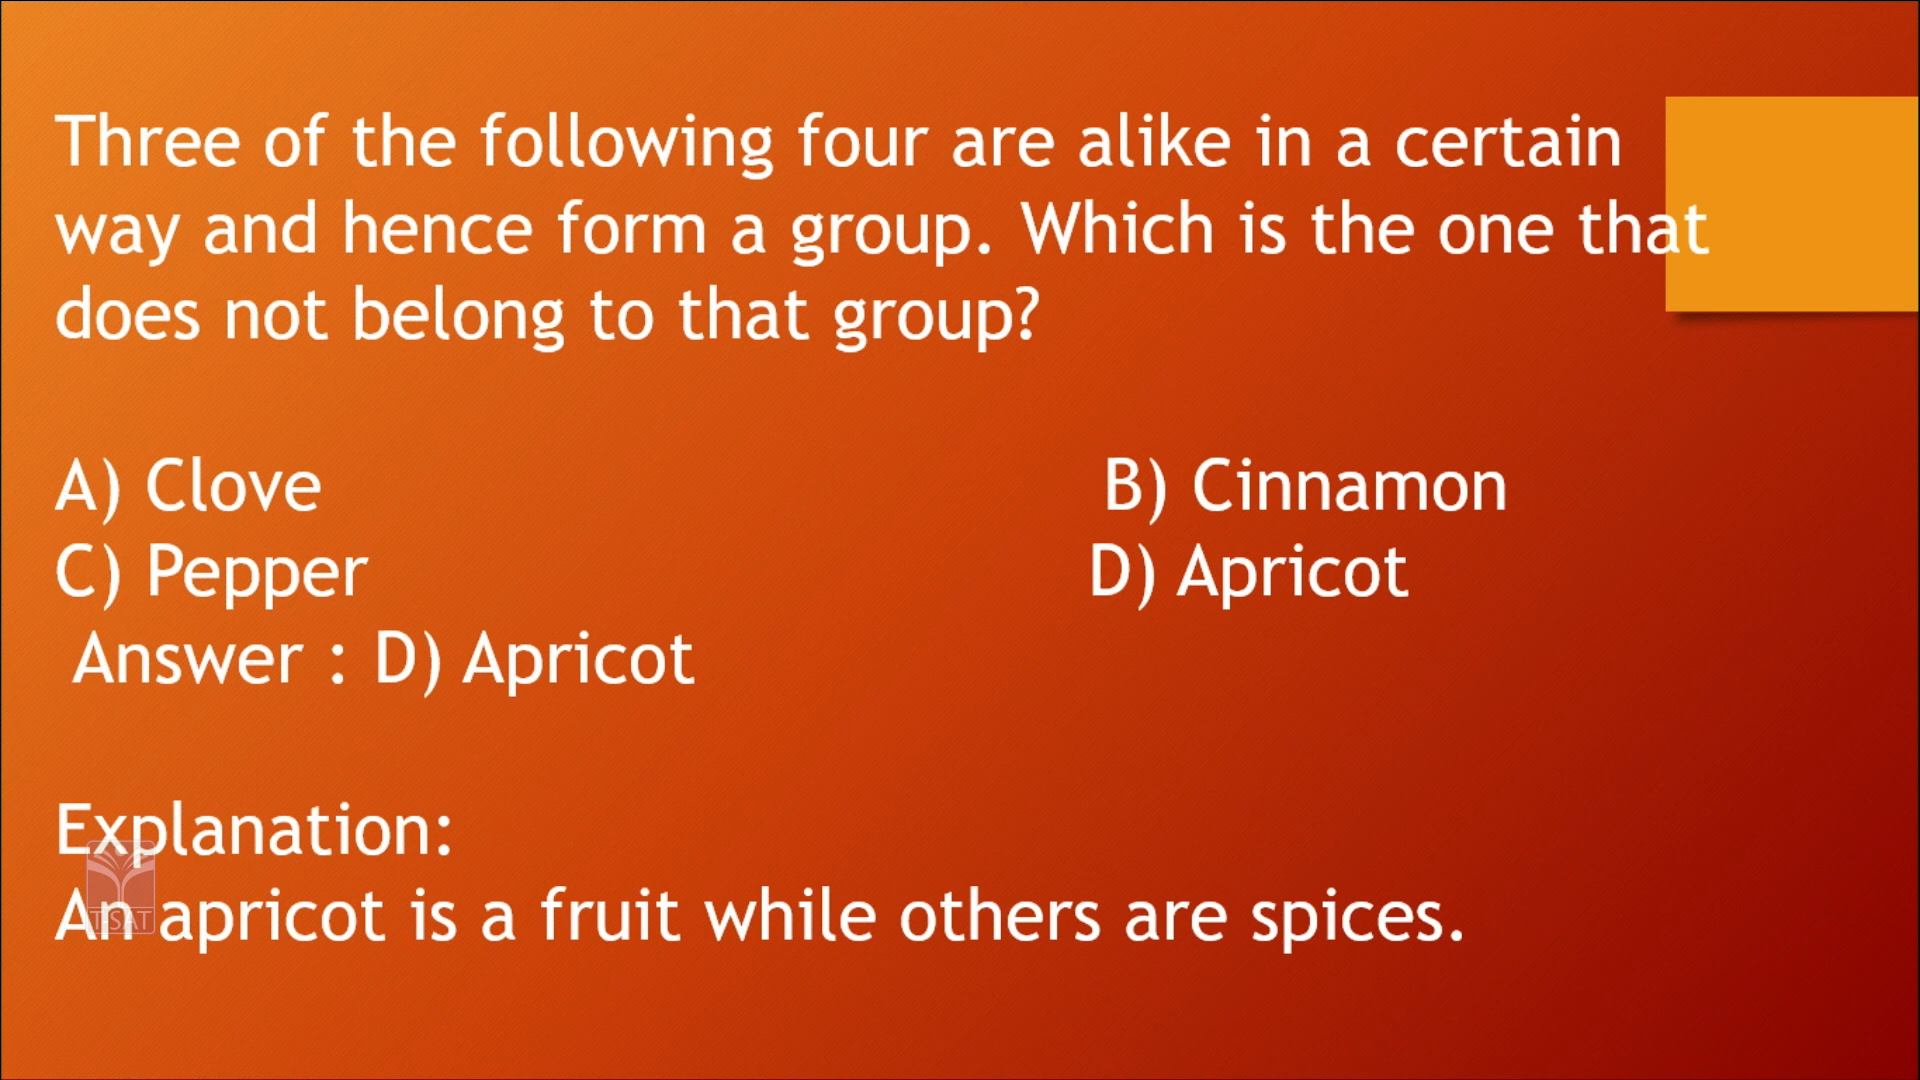 Three of the following four are alike in a certain
way and hence form a group. Which is the one that
does not belong to that group?
A) Clove B) Cinnamon
C) Pepper D) Apricot
Answer : D) Apricot
Explanation:
An apricot is a fruit while others are spices.
T-SAT